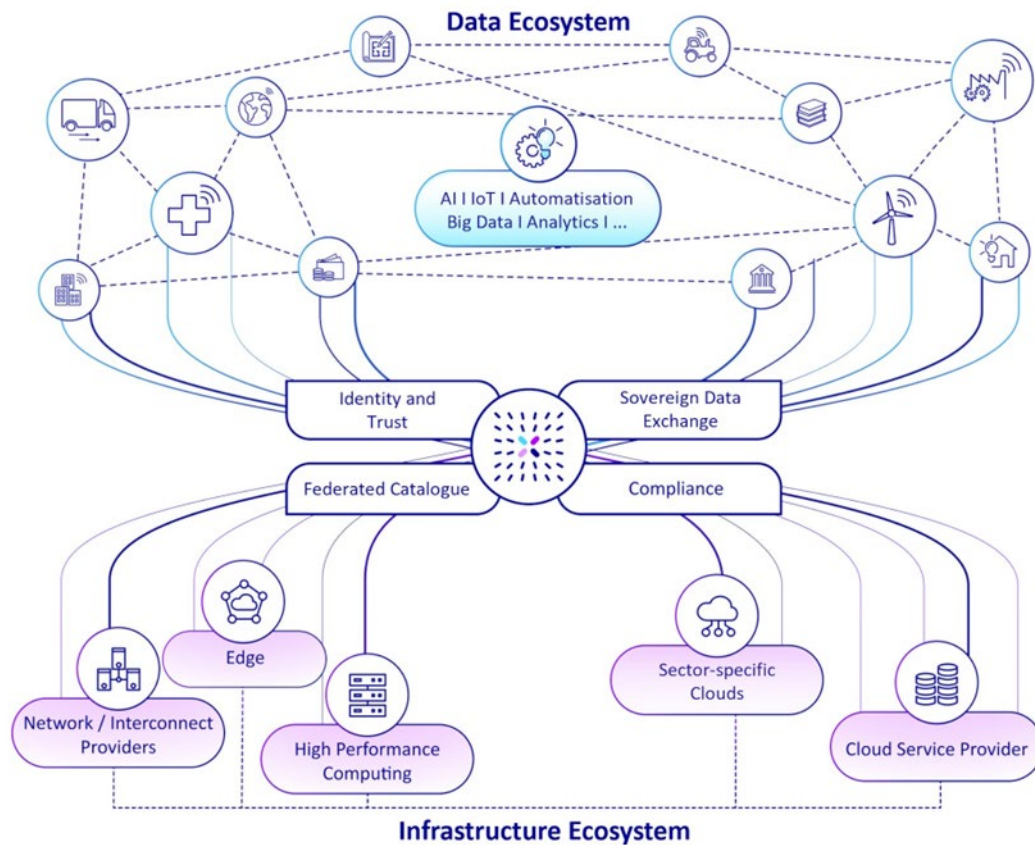 Data Ecosystem
AI I IoT I Automatisation
Big Data I Analytics I ...
Identity and
Trust
Sovereign Data
Exchange
Federated Catalogue
Compliance
Edge
Sector-specific
Clouds
Network / Interconnect
Providers
High Performance
Computing
Cloud Service Provider
Infrastructure Ecosystem